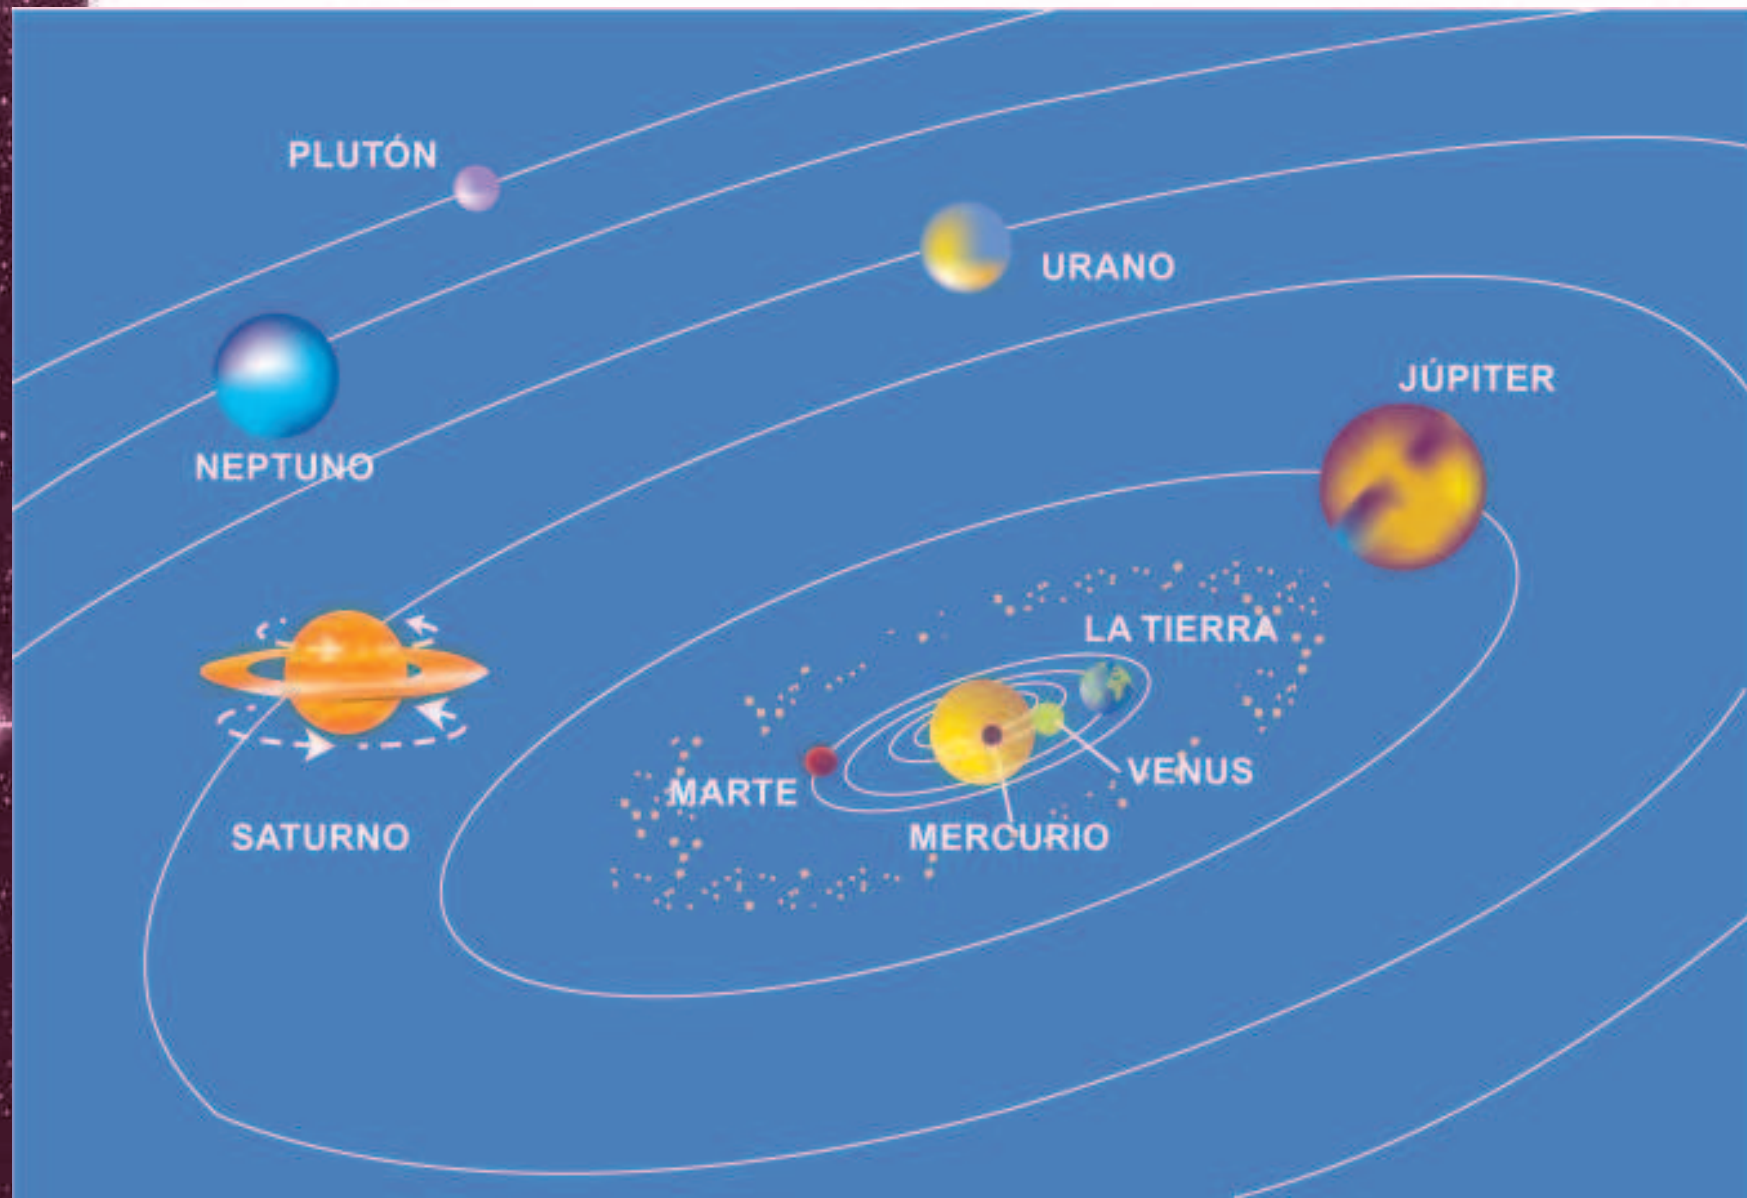 PLUTÓN
URANO
JÚPITER
NEPTUNO
LA TIERRA
VENUS
MARTE
MERCURIO
SATURNO